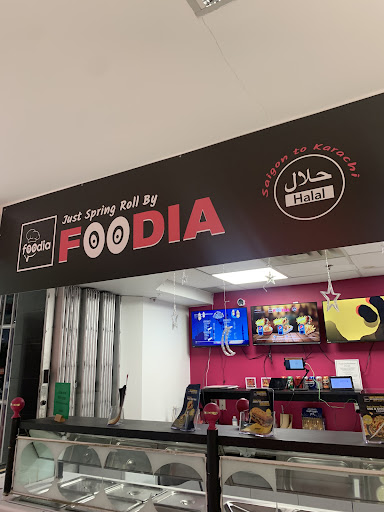 foodia
Just Spring Roll By
FOODIA
Saigon to Karachi
حلال
Halal